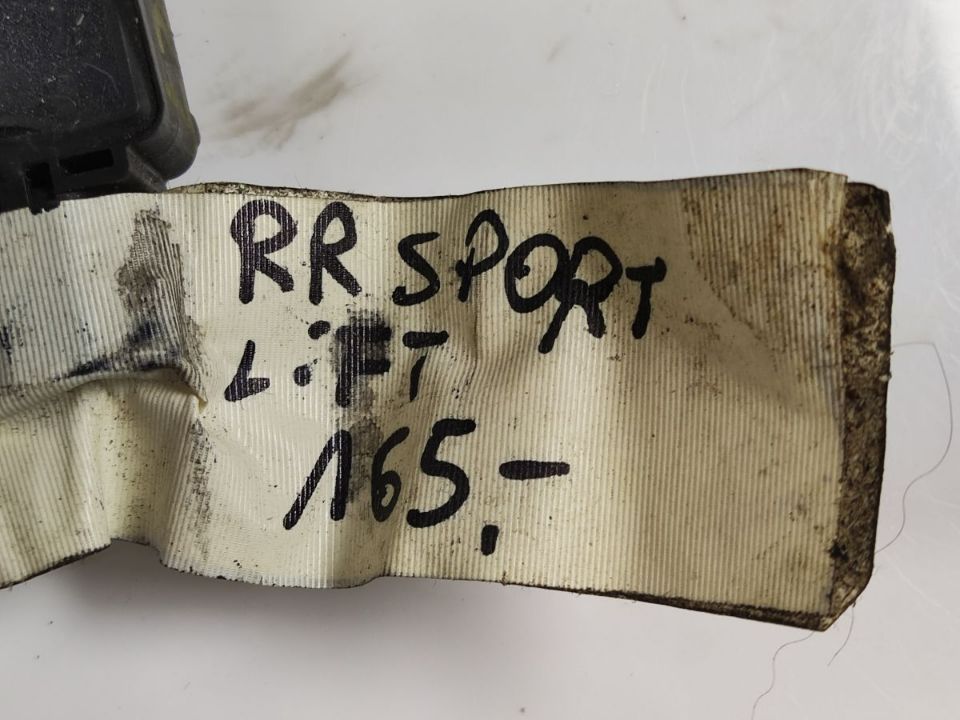 RR SPORT
LiFT
165,-